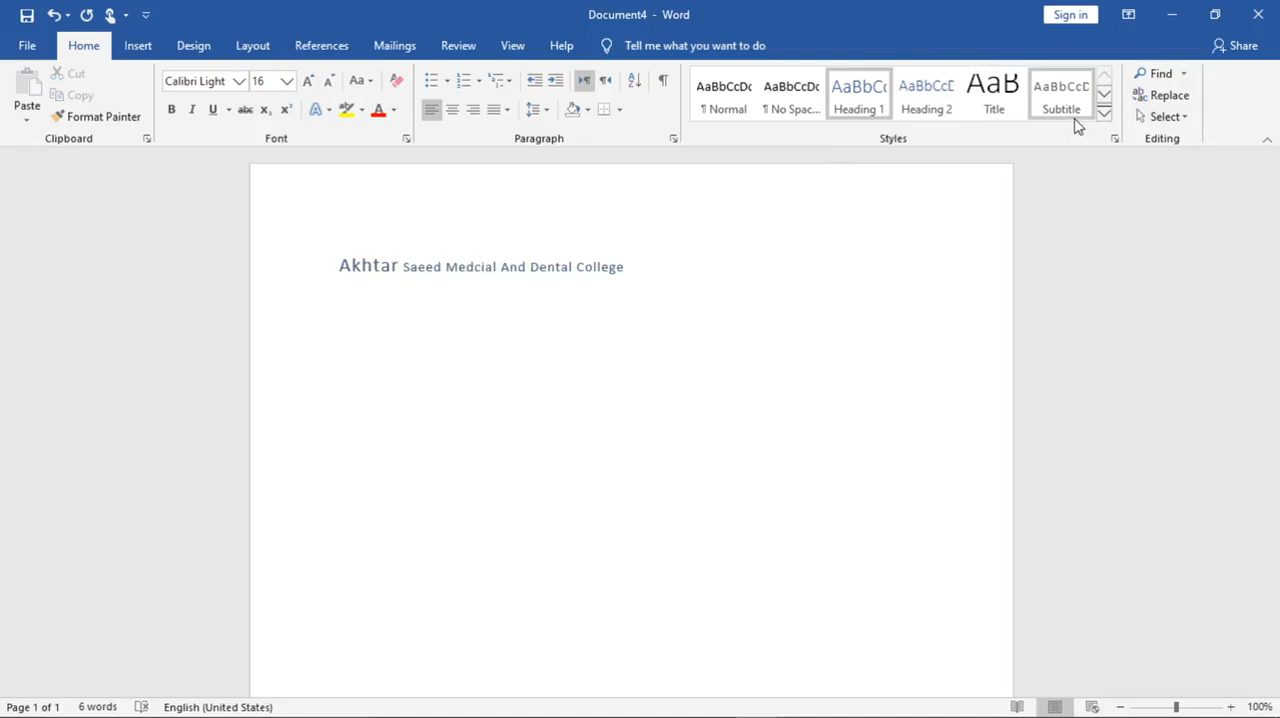 Document4 - Word
Sign in
File Home Insert Design Layout References Mailings Review View Help Tell me what you want to do Share
Paste
Cut
Copy
Format Painter
Clipboard
Calibri Light 16
Font
Paragraph
AaBbCcDc AaBbCcDc AaBbCc AaBbCcD AaB AaBbCcD
¶ Normal ¶ No Spac... Heading 1 Heading 2 Title Subtitle
Styles
Find
Replace
Select
Editing
Akhtar Saeed Medcial And Dental College
Page 1 of 1 6 words English (United States) 100%